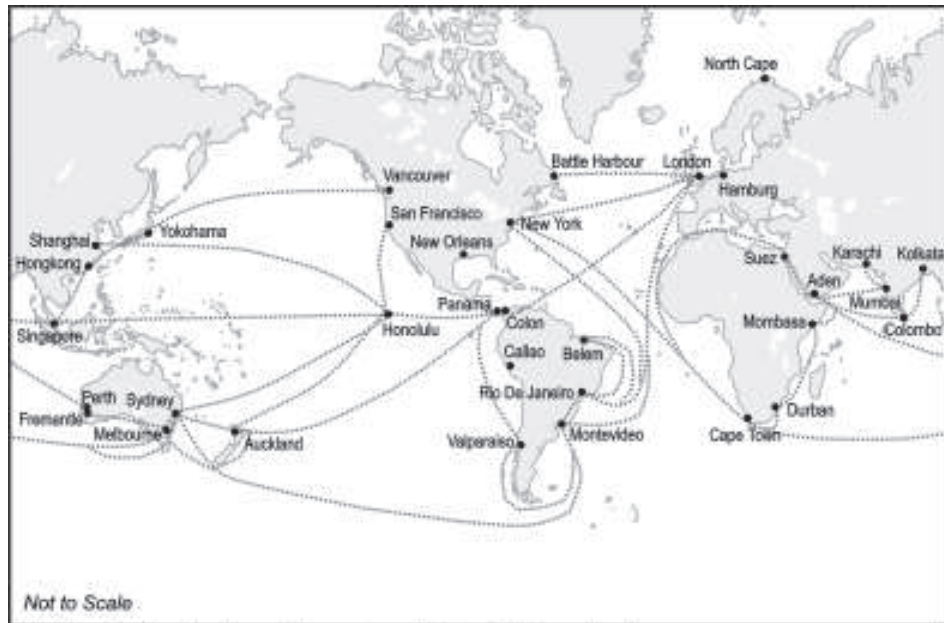 North Cape
Battle Harbour
London
Hamburg
Vancouver
San Francisco
New York
New Orleans
Yokohama
Shanghai
Hongkong
Singapore
Suez
Karachi
Kolkata
Aden
Mumbai
Colombo
Mombasa
Panama
Colon
Honolulu
Callao
Belem
Rio De Janeiro
Perth
Sydney
Fremantle
Melbourne
Auckland
Valparaiso
Montevideo
Durban
Cape Town
Not to Scale